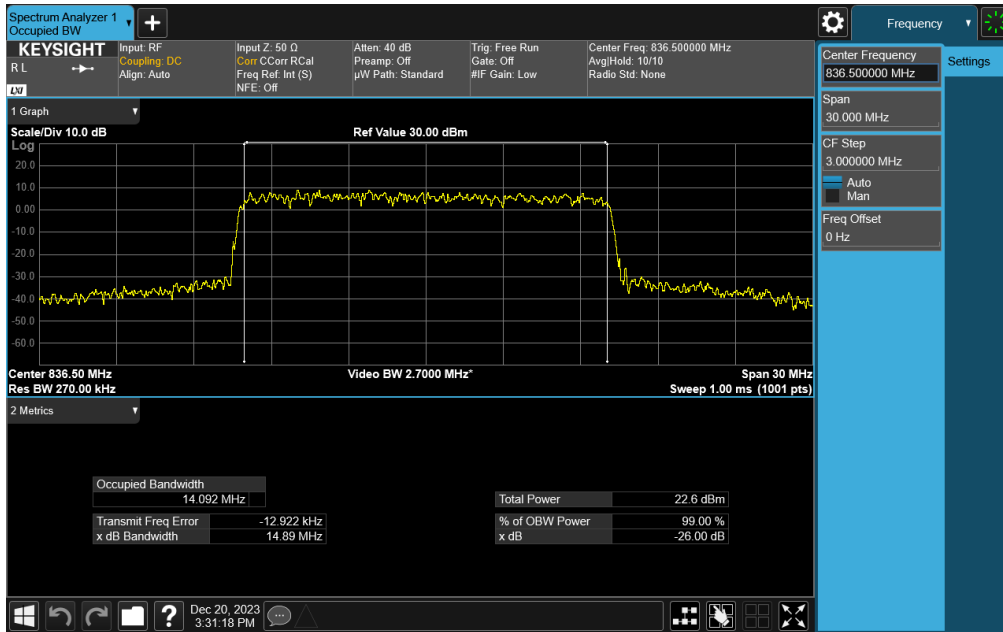 Spectrum Analyzer 1
Occupied BW
Frequency
KEYSIGHT
R L
LXI
Input: RF
Coupling: DC
Align: Auto
Input Z: 50 Ω
Corr CCorr RCal
Freq Ref: Int (S)
NFE: Off
Atten: 40 dB
Preamp: Off
µW Path: Standard
Trig: Free Run
Gate: Off
#IF Gain: Low
Center Freq: 836.500000 MHz
Avg|Hold: 10/10
Radio Std: None
Center Frequency
836.500000 MHz
Settings
Span
30.000 MHz
CF Step
3.000000 MHz
Auto
Man
Freq Offset
0 Hz
1 Graph
Scale/Div 10.0 dB
Ref Value 30.00 dBm
Log
20.0
10.0
0.00
-10.0
-20.0
-30.0
-40.0
-50.0
-60.0
Center 836.50 MHz
Video BW 2.7000 MHz*
Span 30 MHz
Res BW 270.00 kHz
Sweep 1.00 ms (1001 pts)
2 Metrics
Occupied Bandwidth
14.092 MHz
Total Power 22.6 dBm
Transmit Freq Error -12.922 kHz
% of OBW Power 99.00 %
x dB Bandwidth 14.89 MHz
x dB -26.00 dB
?
Dec 20, 2023
3:31:18 PM